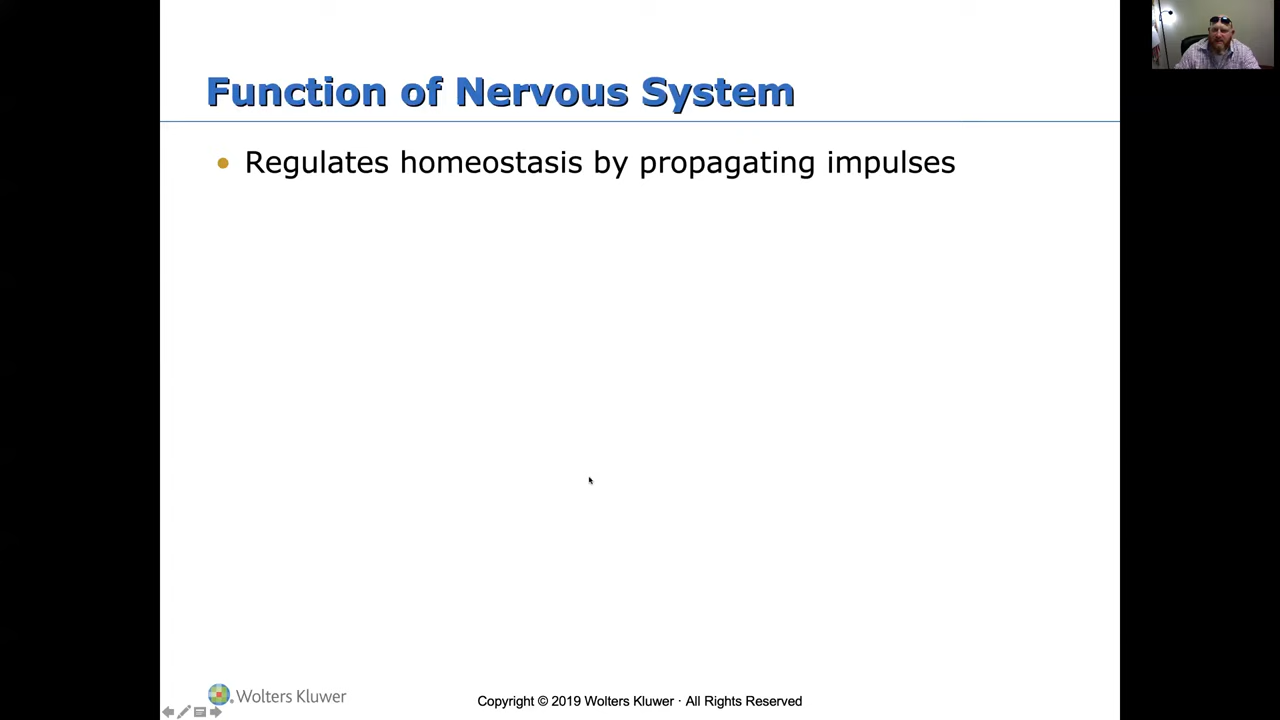 Function of Nervous System
Regulates homeostasis by propagating impulses
Wolters Kluwer
Copyright © 2019 Wolters Kluwer · All Rights Reserved